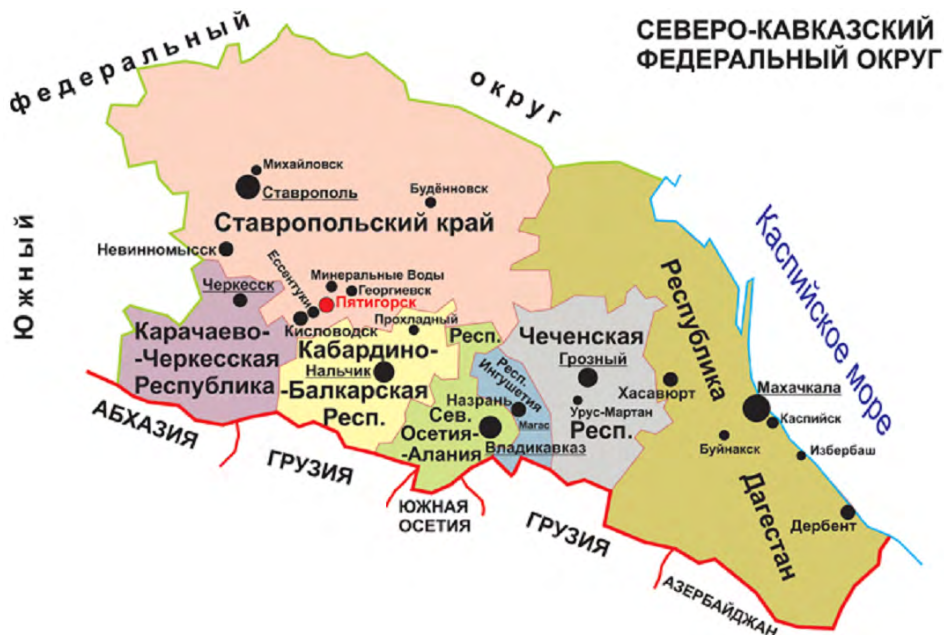 СЕВЕРО-КАВКАЗСКИЙ
ФЕДЕРАЛЬНЫЙ ОКРУГ
Южный
федеральный
округ
Михайловск
Ставрополь
Будённовск
Ставропольский край
Невинномысск
Ессентуки
Минеральные Воды
Георгиевск
Пятигорск
Кисловодск
Черкесск
Карачаево-
-Черкесская
Республика
Прохладный
Кабардино-
Нальчик
-Балкарская
Респ.
Респ.
Сев.
Осетия-
-Алания
Владикавказ
Респ.
Ингушетия
Назрань
Магас
Чеченская
Грозный
Урус-Мартан
Респ.
Республика
Дагестан
Хасавюрт
Махачкала
Каспийск
Буйнакск
Избербаш
Дербент
Каспийское море
АБХАЗИЯ
ГРУЗИЯ
ЮЖНАЯ
ОСЕТИЯ
ГРУЗИЯ
АЗЕРБАЙДЖАН